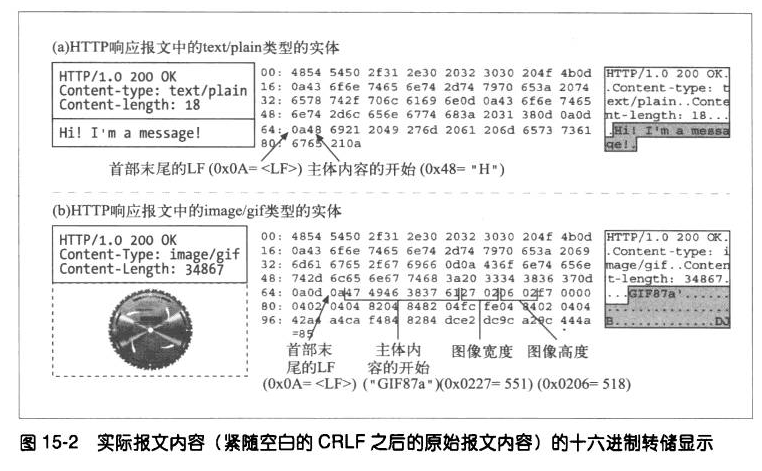 (a)HTTP响应报文中的text/plain类型的实体
HTTP/1.0 200 OK
Content-type: text/plain
Content-length: 18
Hi! I'm a message!
00: 4854 5450 2f31 2e30 2032 3030 204f 4b0d
16: 0a43 6f6e 7465 6e74 2d74 7970 653a 2074
32: 6578 742f 706c 6169 6e0d 0a43 6f6e 7465
48: 6e74 2d6c 656e 6774 683a 2031 380d 0a0d
64: 0a48 6921 2049 276d 2061 206d 6573 7361
80: 6765 210a
HTTP/1.0 200 OK.
.Content-type: t
ext/plain..Conte
nt-length: 18...
.Hi! I'm a messa
ge!.
首部末尾的LF (0x0A= <LF>) 主体内容的开始 (0x48= "H")
(b)HTTP响应报文中的image/gif类型的实体
HTTP/1.0 200 OK
Content-Type: image/gif
Content-Length: 34867
00: 4854 5450 2f31 2e30 2032 3030 204f 4b0d
16: 0a43 6f6e 7465 6e74 2d74 7970 653a 2069
32: 6d61 6765 2f67 6966 0d0a 436f 6e74 656e
48: 742d 6c65 6e67 7468 3a20 3334 3836 370d
64: 0a0d 0a47 4946 3837 6127 0206 02f7 0000
80: 0402 0404 8204 8482 04fc fe04 8402 0404
96: 42a4 a4ca f484 8284 dce2 dc9c a29c 444a
=85
HTTP/1.0 200 OK.
.Content-type: i
mage/gif..Conten
t-length: 34867.
...GIF87a'.......
B...............DJ
首部末
尾的LF
(0x0A= <LF>)
主体内
容的开始
("GIF87a")
图像宽度
(0x0227= 551)
图像高度
(0x0206= 518)
图 15-2 实际报文内容（紧随空白的 CRLF 之后的原始报文内容）的十六进制转储显示